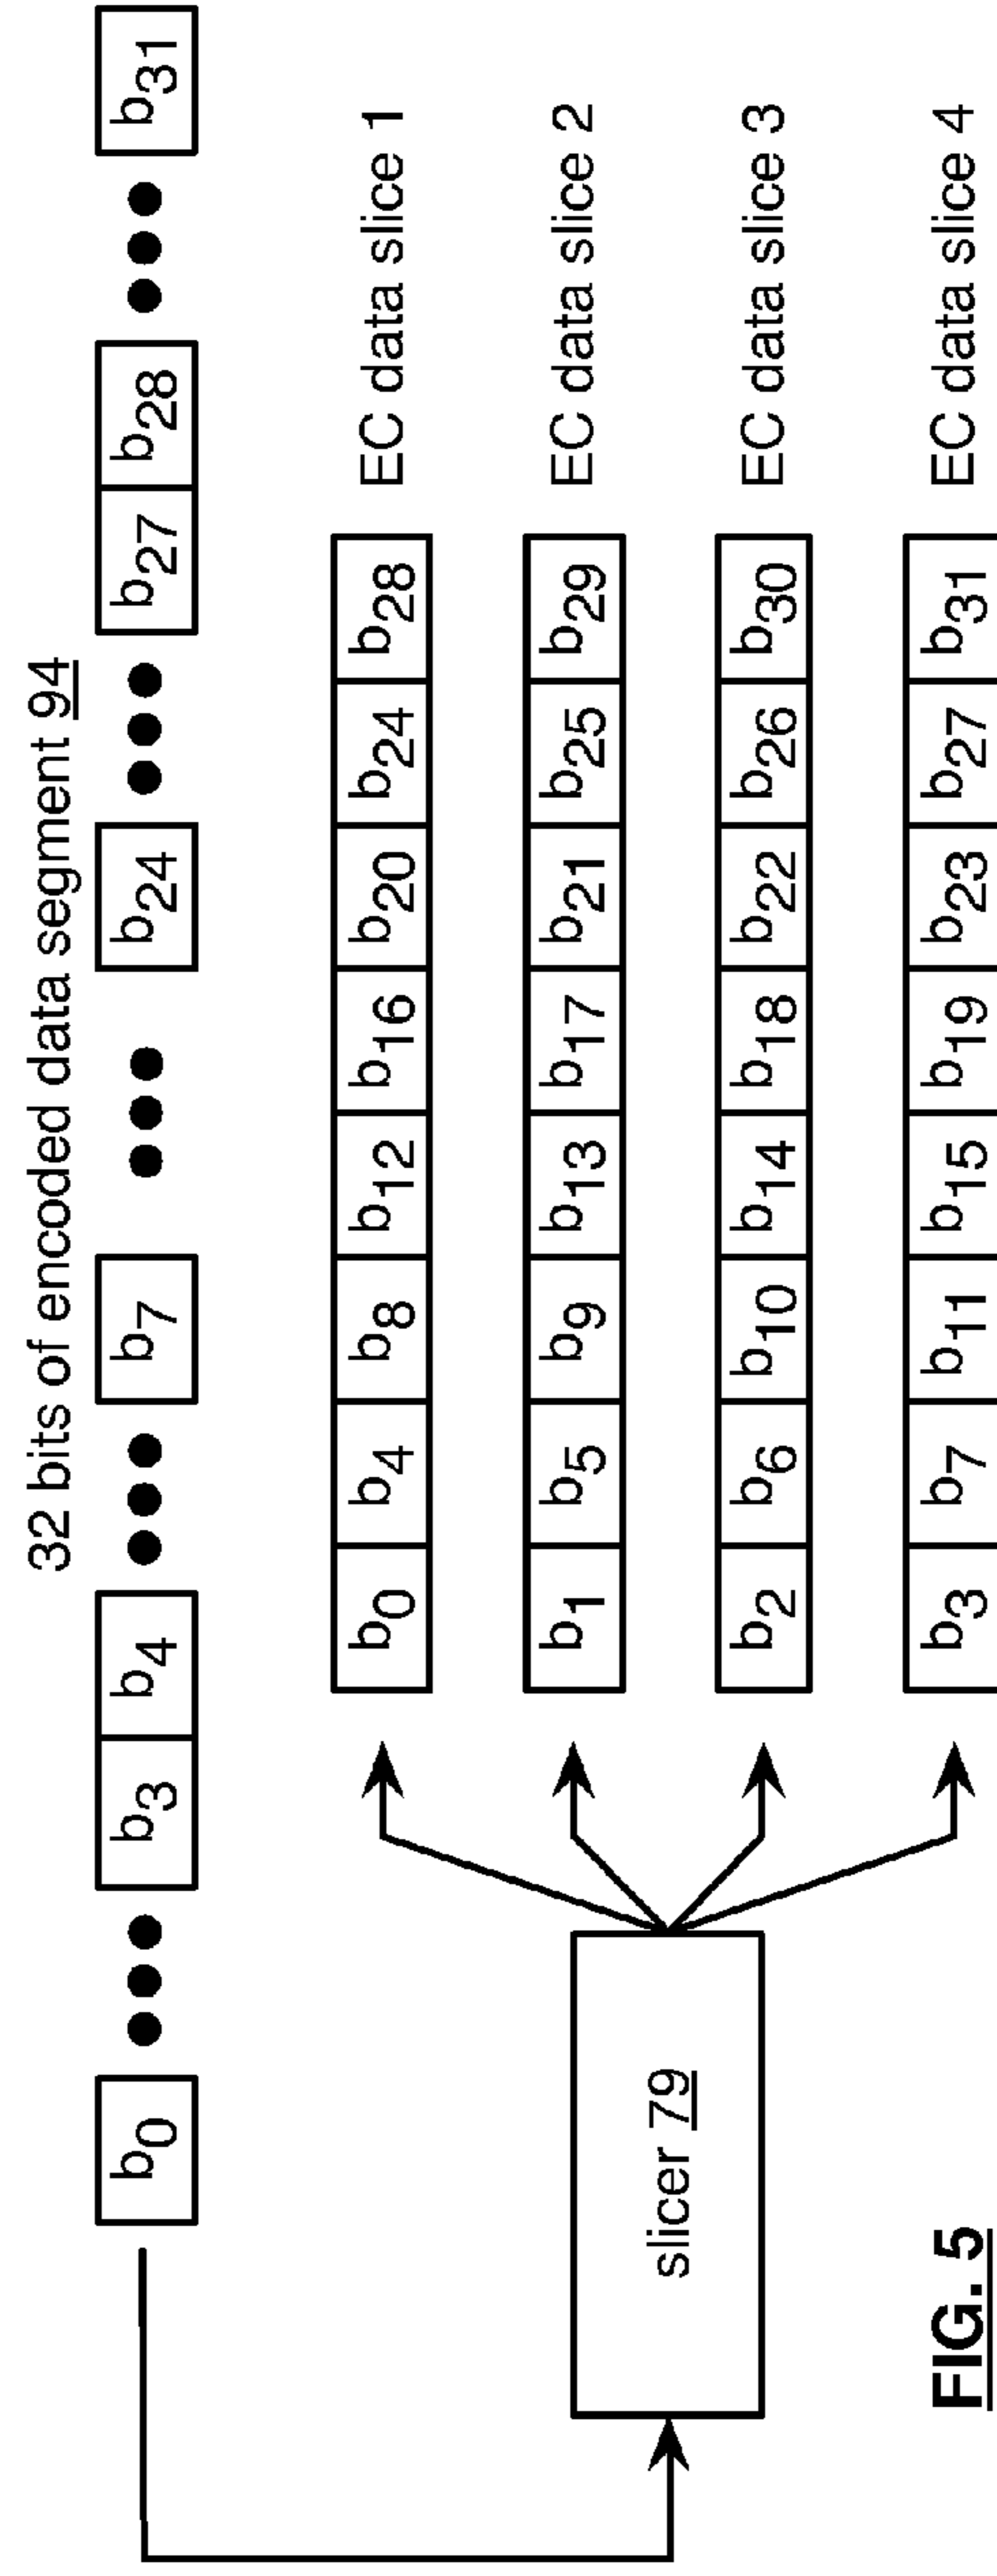 32 bits of encoded data segment 94
b0 ••• b3 b4 ••• b7 ••• b24 ••• b27 b28 ••• b31
b0 b4 b8 b12 b16 b20 b24 b28 EC data slice 1
b1 b5 b9 b13 b17 b21 b25 b29 EC data slice 2
slicer 79
b2 b6 b10 b14 b18 b22 b26 b30 EC data slice 3
b3 b7 b11 b15 b19 b23 b27 b31 EC data slice 4
FIG. 5